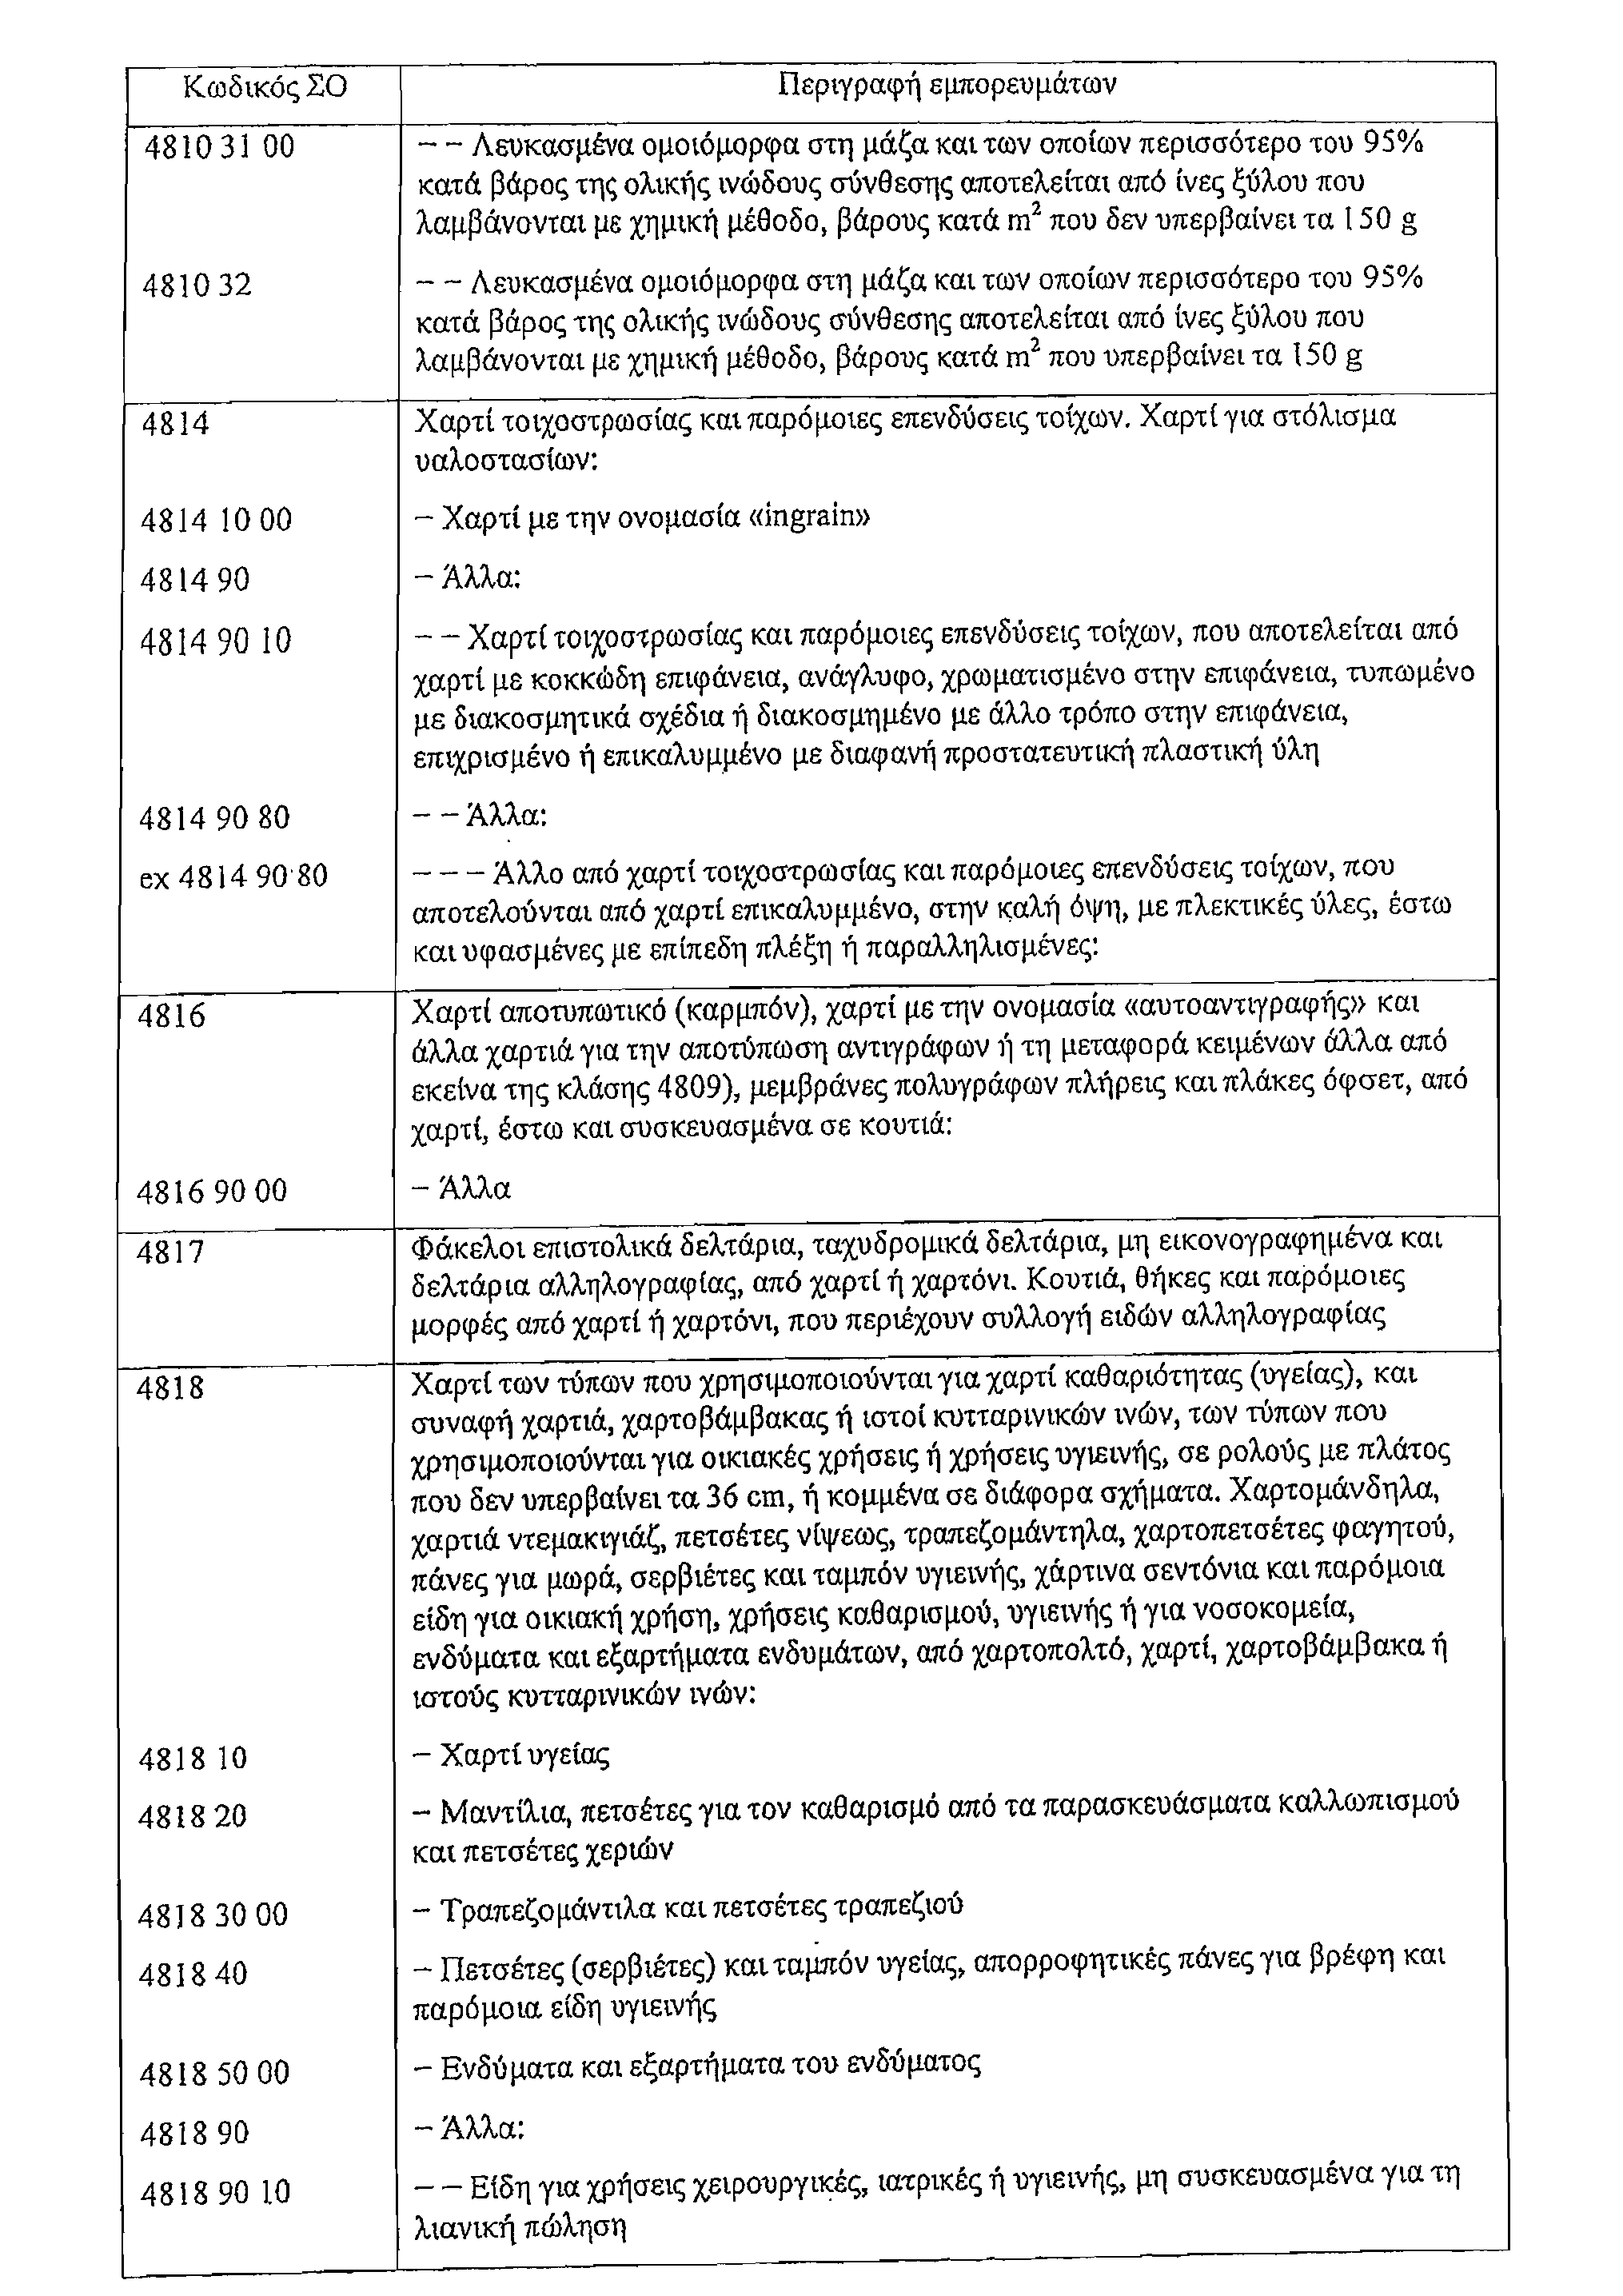 Κωδικός ΣΟ
Περιγραφή εμπορευμάτων
4810 31 00
– – Λευκασμένα ομοιόμορφα στη μάζα και των οποίων περισσότερο του 95%
κατά βάρος της ολικής ινώδους σύνθεσης αποτελείται από ίνες ξύλου που
λαμβάνονται με χημική μέθοδο, βάρους κατά m² που δεν υπερβαίνει τα 150 g
4810 32
– – Λευκασμένα ομοιόμορφα στη μάζα και των οποίων περισσότερο του 95%
κατά βάρος της ολικής ινώδους σύνθεσης αποτελείται από ίνες ξύλου που
λαμβάνονται με χημική μέθοδο, βάρους κατά m² που υπερβαίνει τα 150 g
4814
Χαρτί τοιχοστρωσίας και παρόμοιες επενδύσεις τοίχων. Χαρτί για στόλισμα
υαλοστασίων:
4814 10 00
– Χαρτί με την ονομασία «ingrain»
4814 90
– Άλλα:
4814 90 10
– – Χαρτί τοιχοστρωσίας και παρόμοιες επενδύσεις τοίχων, που αποτελείται από
χαρτί με κοκκώδη επιφάνεια, ανάγλυφο, χρωματισμένο στην επιφάνεια, τυπωμένο
με διακοσμητικά σχέδια ή διακοσμημένο με άλλο τρόπο στην επιφάνεια,
επιχρισμένο ή επικαλυμμένο με διαφανή προστατευτική πλαστική ύλη
4814 90 80
– – Άλλα:
ex 4814 90 80
– – – Άλλο από χαρτί τοιχοστρωσίας και παρόμοιες επενδύσεις τοίχων, που
αποτελούνται από χαρτί επικαλυμμένο, στην καλή όψη, με πλεκτικές ύλες, έστω
και υφασμένες με επίπεδη πλέξη ή παραλληλισμένες:
4816
Χαρτί αποτυπωτικό (καρμπόν), χαρτί με την ονομασία «αυτοαντιγραφής» και
άλλα χαρτιά για την αποτύπωση αντιγράφων ή τη μεταφορά κειμένων άλλα από
εκείνα της κλάσης 4809), μεμβράνες πολυγράφων πλήρεις και πλάκες όφσετ, από
χαρτί, έστω και συσκευασμένα σε κουτιά:
4816 90 00
– Άλλα
4817
Φάκελοι επιστολικά δελτάρια, ταχυδρομικά δελτάρια, μη εικονογραφημένα και
δελτάρια αλληλογραφίας, από χαρτί ή χαρτόνι. Κουτιά, θήκες και παρόμοιες
μορφές από χαρτί ή χαρτόνι, που περιέχουν συλλογή ειδών αλληλογραφίας
4818
Χαρτί των τύπων που χρησιμοποιούνται για χαρτί καθαριότητας (υγείας), και
συναφή χαρτιά, χαρτοβάμβακας ή ιστοί κυτταρινικών ινών, των τύπων που
χρησιμοποιούνται για οικιακές χρήσεις ή χρήσεις υγιεινής, σε ρολούς με πλάτος
που δεν υπερβαίνει τα 36 cm, ή κομμένα σε διάφορα σχήματα. Χαρτομάνδηλα,
χαρτιά ντεμακιγιάζ, πετσέτες νίψεως, τραπεζομάντηλα, χαρτοπετσέτες φαγητού,
πάνες για μωρά, σερβιέτες και ταμπόν υγιεινής, χάρτινα σεντόνια και παρόμοια
είδη για οικιακή χρήση, χρήσεις καθαρισμού, υγιεινής ή για νοσοκομεία,
ενδύματα και εξαρτήματα ενδυμάτων, από χαρτοπολτό, χαρτί, χαρτοβάμβακα ή
ιστούς κυτταρινικών ινών:
4818 10
– Χαρτί υγείας
4818 20
– Μαντίλια, πετσέτες για τον καθαρισμό από τα παρασκευάσματα καλλωπισμού
και πετσέτες χεριών
4818 30 00
– Τραπεζομάντιλα και πετσέτες τραπεζιού
4818 40
– Πετσέτες (σερβιέτες) και ταμπόν υγείας, απορροφητικές πάνες για βρέφη και
παρόμοια είδη υγιεινής
4818 50 00
– Ενδύματα και εξαρτήματα του ενδύματος
4818 90
– Άλλα:
4818 90 10
– – Είδη για χρήσεις χειρουργικές, ιατρικές ή υγιεινής, μη συσκευασμένα για τη
λιανική πώληση